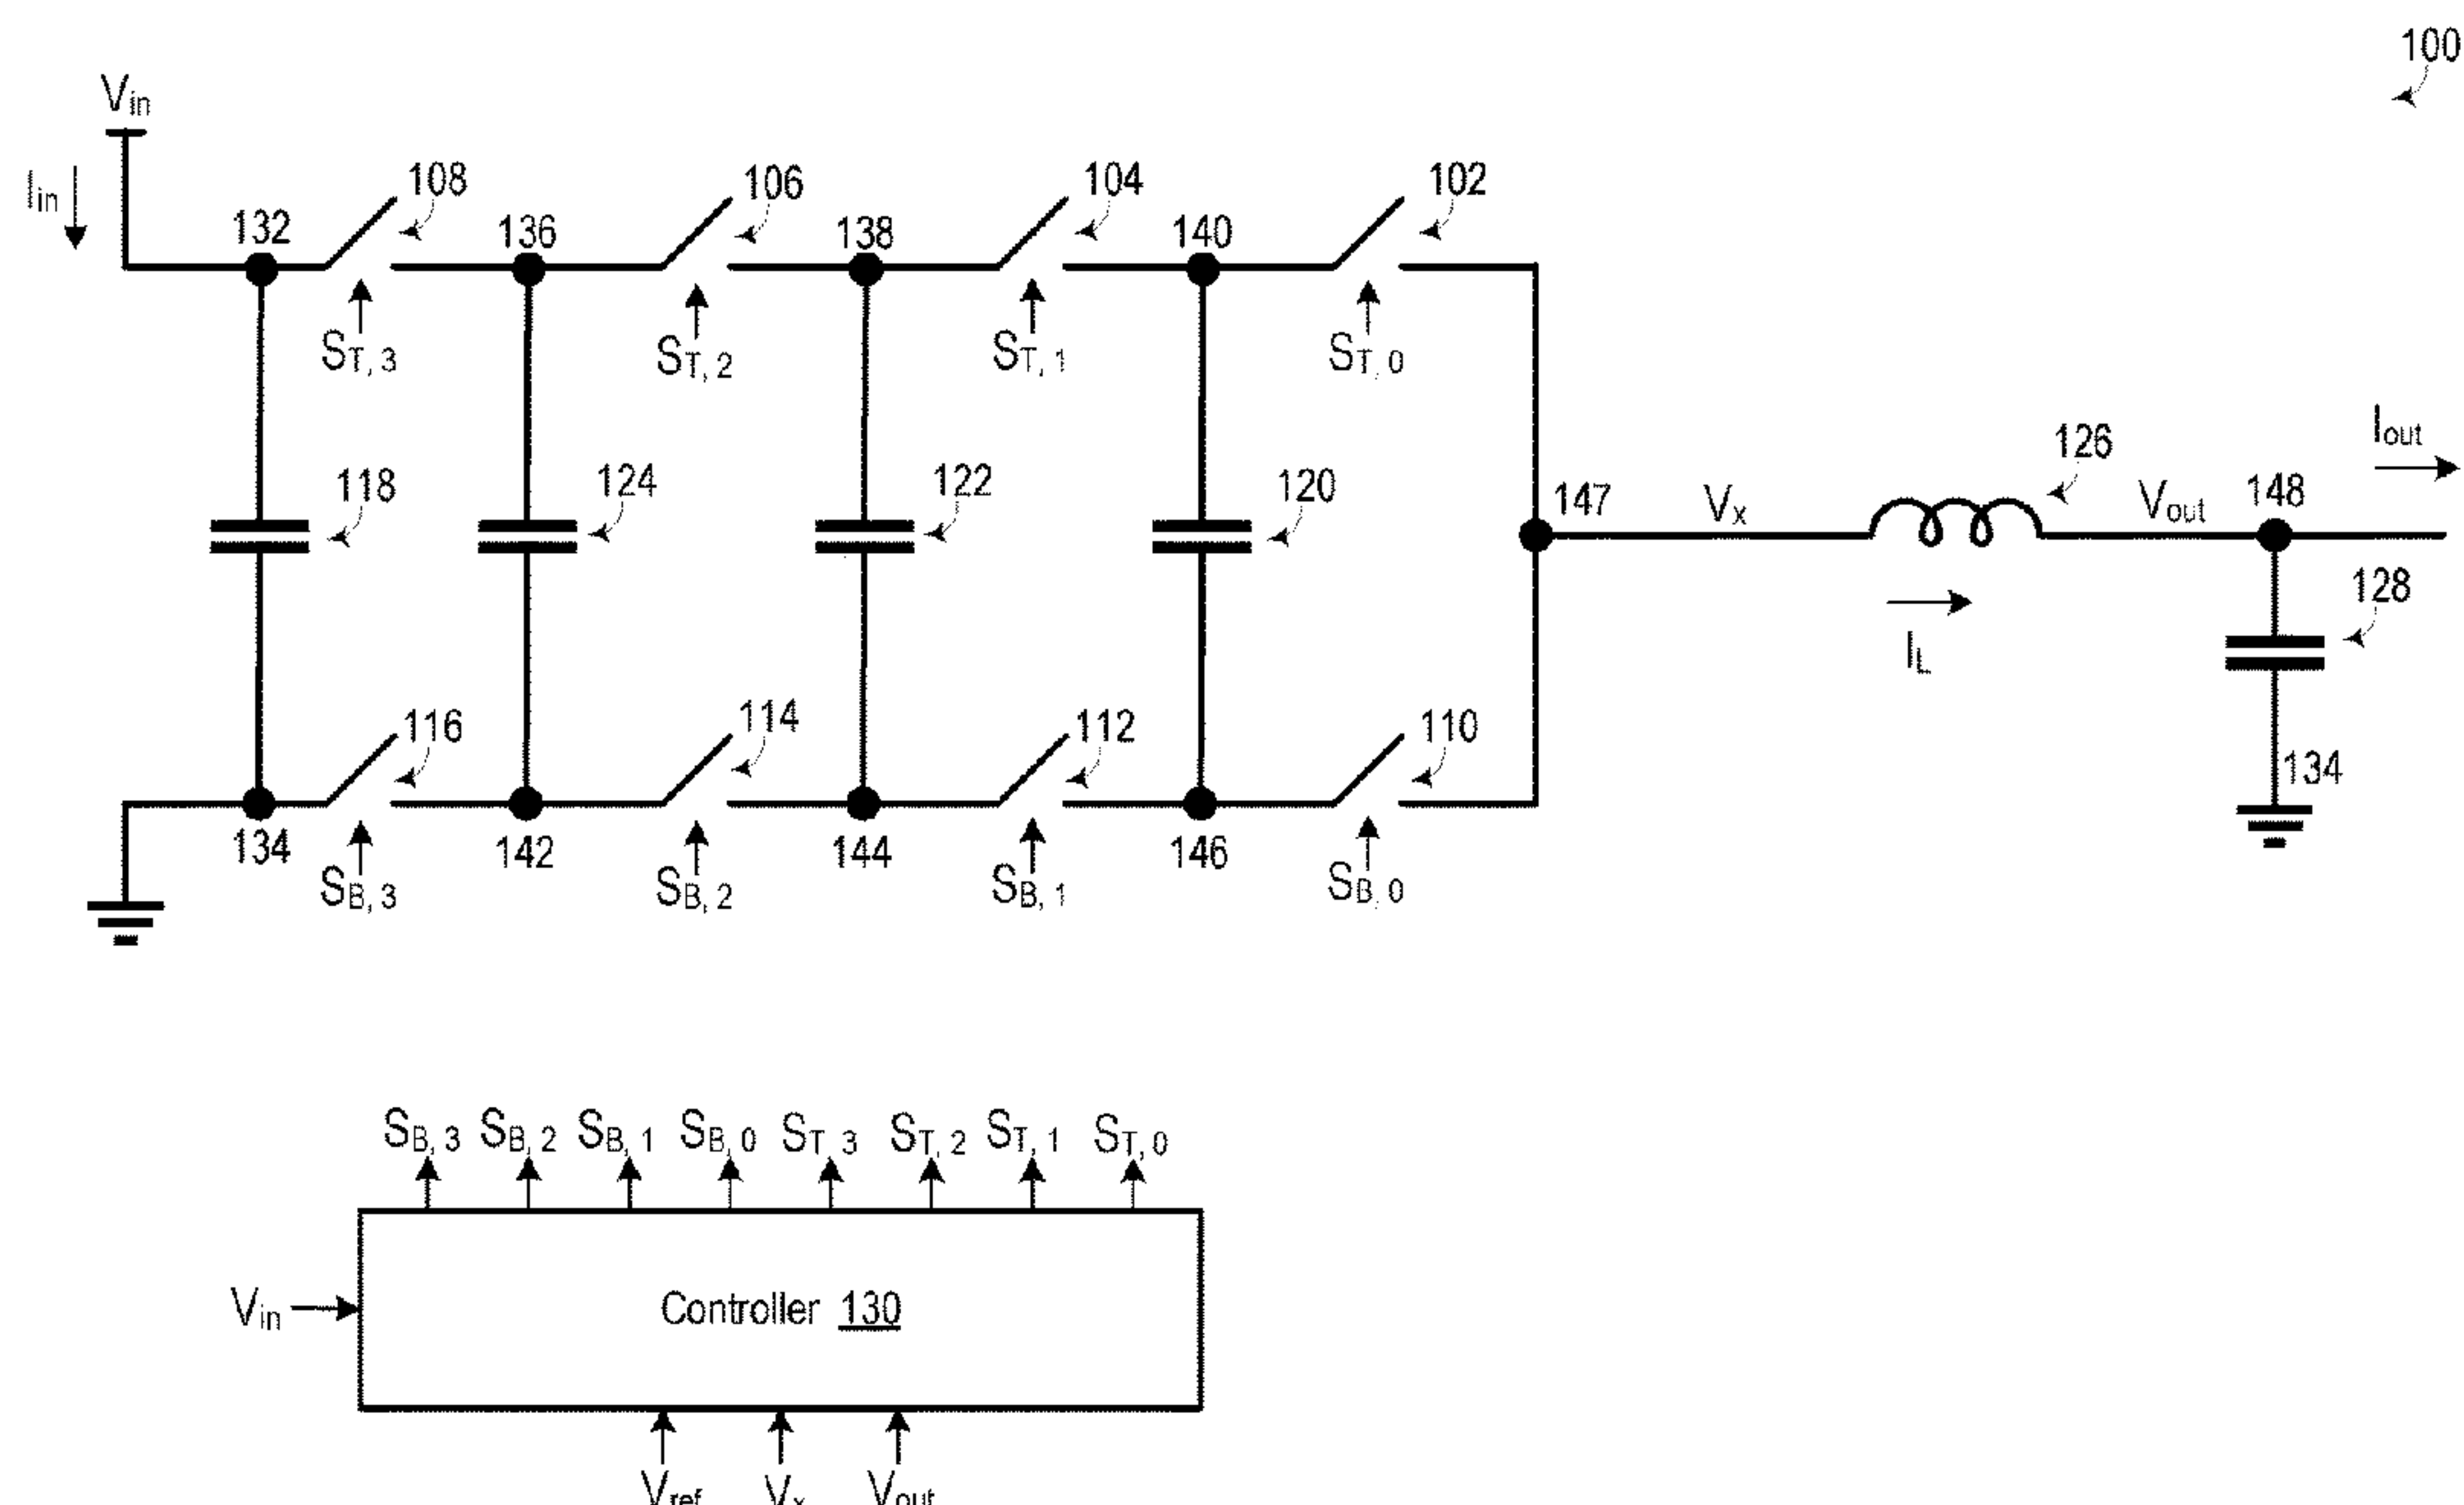 100
Vin
Iin
108
106
104
102
132
136
138
140
ST, 3
ST, 2
ST, 1
ST, 0
118
124
122
120
147
Vx
126
Vout
148
Iout
IL
128
116
114
112
110
134
134
142
144
146
SB, 3
SB, 2
SB, 1
SB, 0
SB, 3 SB, 2 SB, 1 SB, 0 ST, 3 ST, 2 ST, 1 ST, 0
Vin
Controller 130
Vref Vx Vout